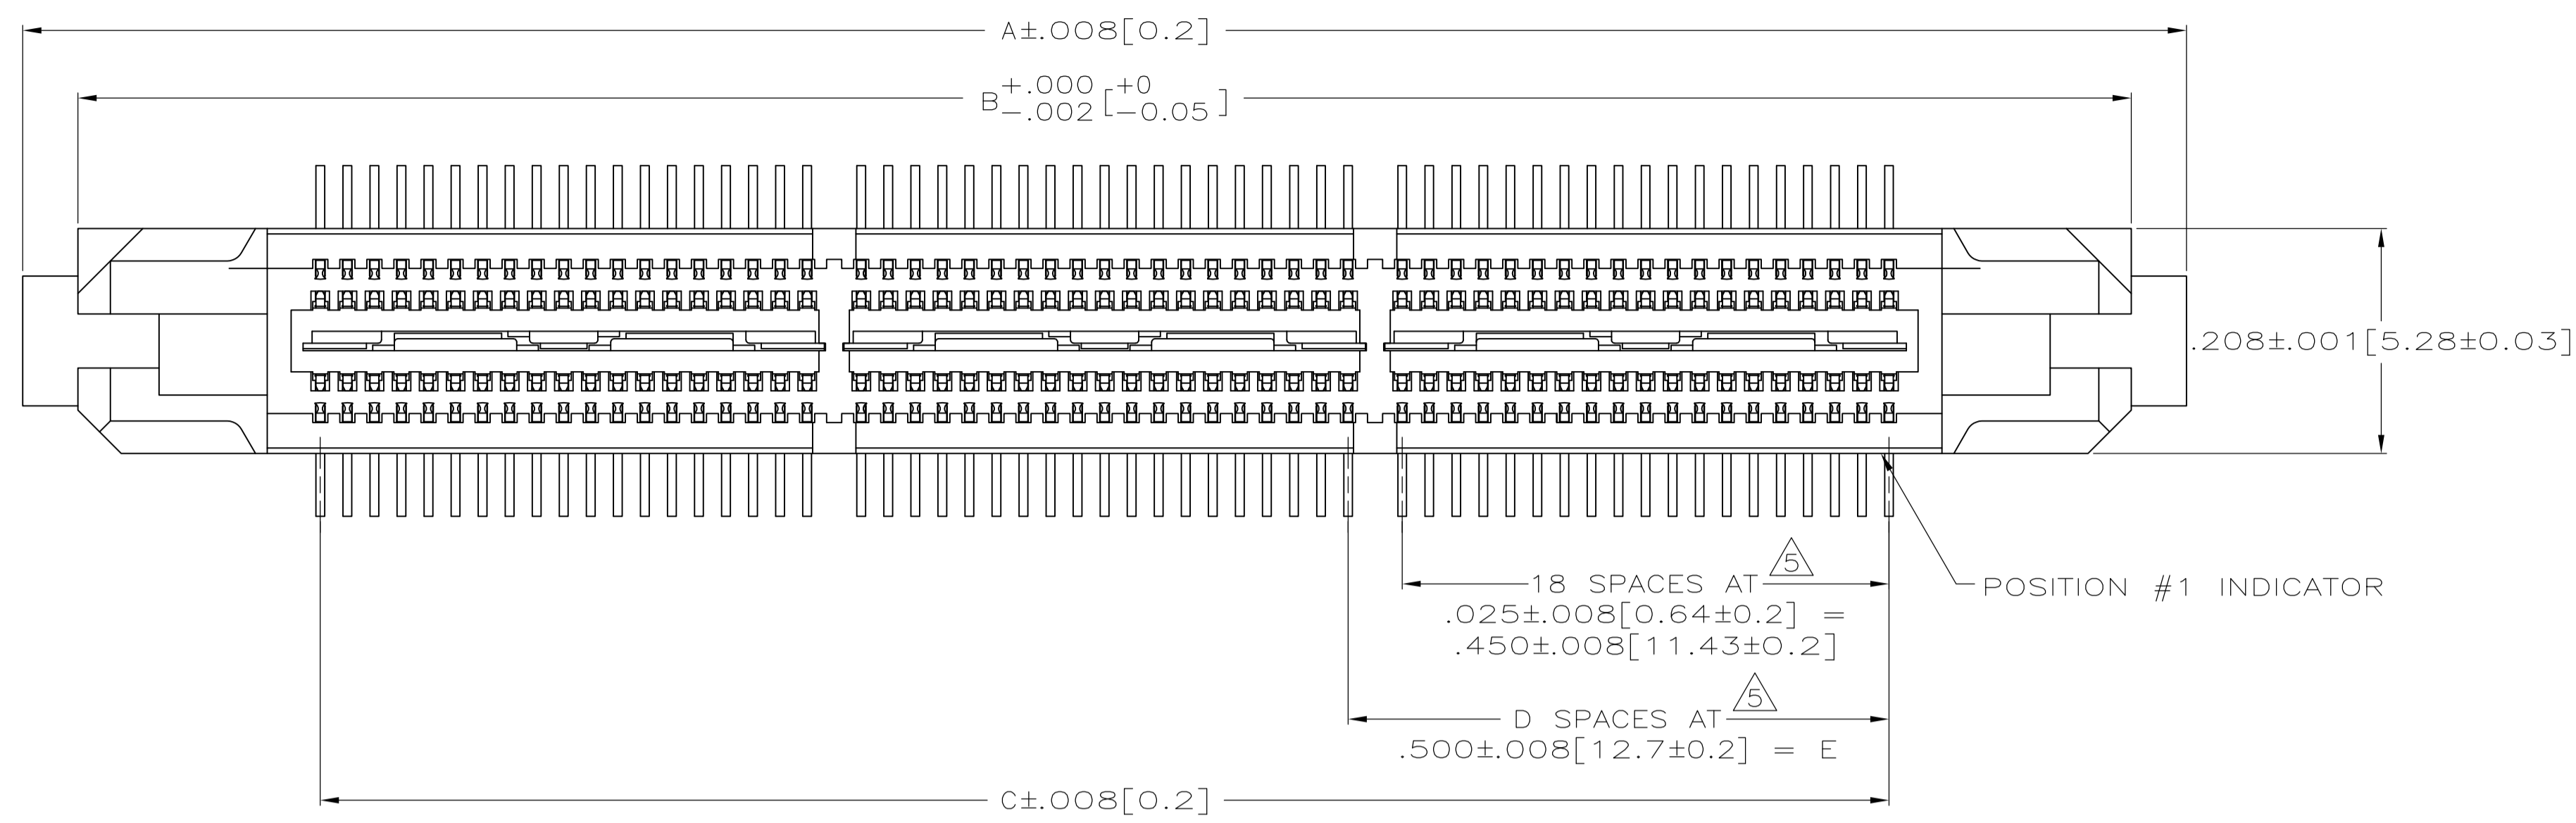 A±.008[0.2]
B+.000 -.002 [+0 -0.05]
.208±.001[5.28±0.03]
5
18 SPACES AT
.025±.008[0.64±0.2] =
.450±.008[11.43±0.2]
POSITION #1 INDICATOR
5
D SPACES AT
.500±.008[12.7±0.2] = E
C±.008[0.2]